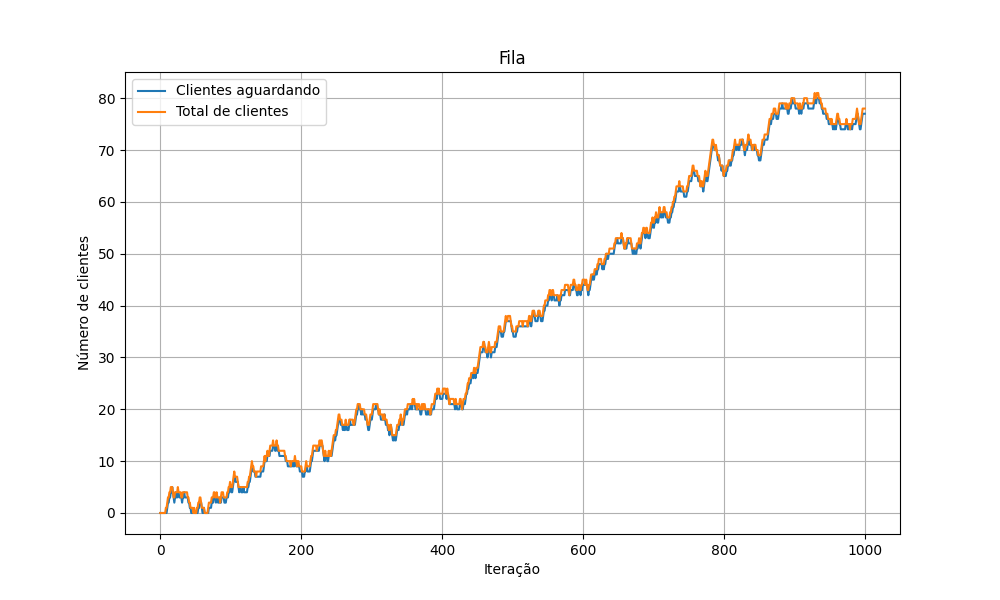 Fila
Clientes aguardando
Total de clientes
Número de clientes
80
70
60
50
40
30
20
10
0
0 200 400 600 800 1000
Iteração